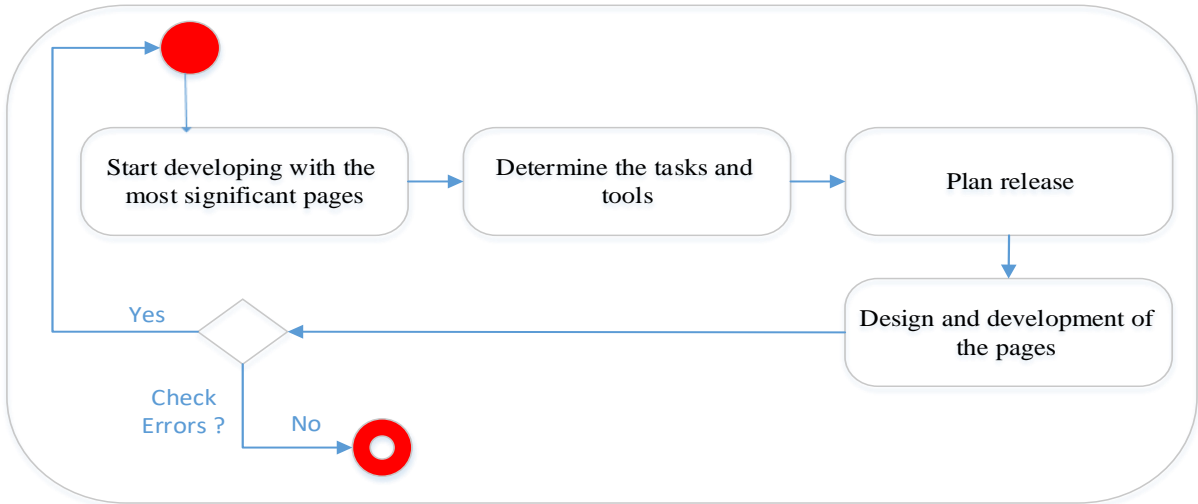 Start developing with the
most significant pages
Determine the tasks and
tools
Plan release
Design and development of
the pages
Yes
Check
Errors ?
No